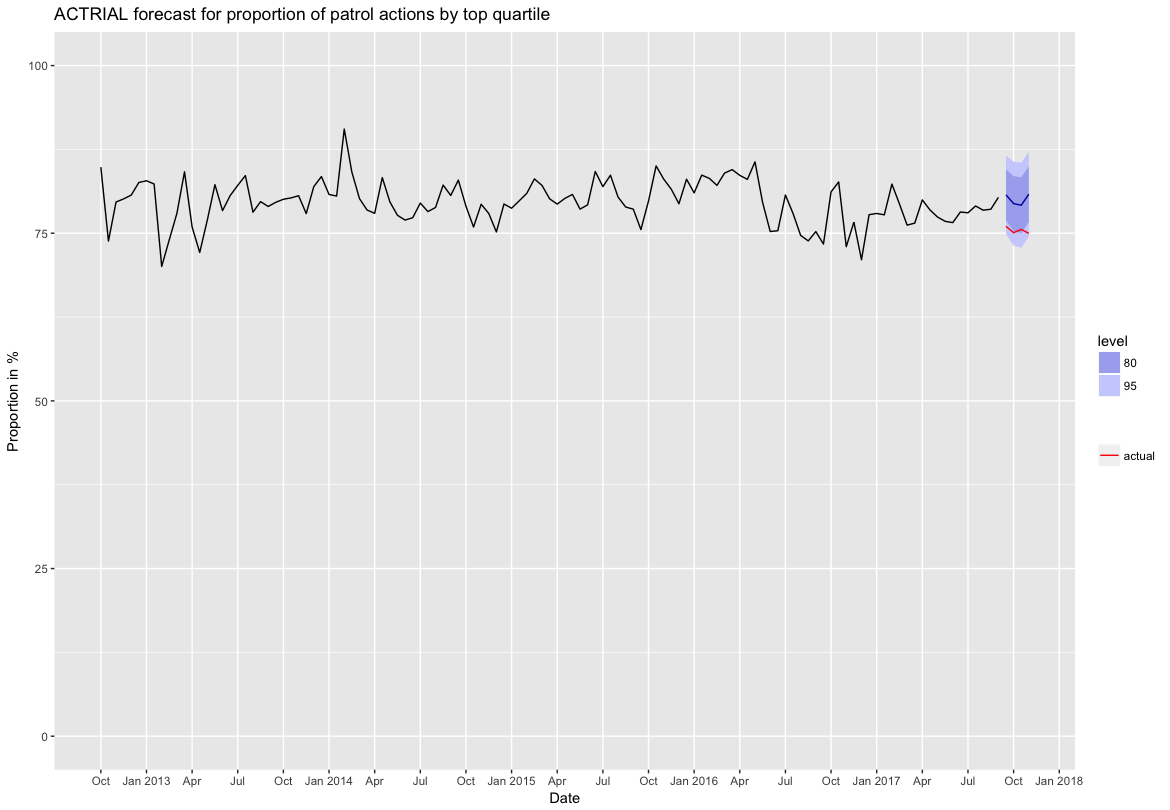 ACTRIAL forecast for proportion of patrol actions by top quartile
100
75
50
25
0
Proportion in %
Oct Jan 2013 Apr Jul Oct Jan 2014 Apr Jul Oct Jan 2015 Apr Jul Oct Jan 2016 Apr Jul Oct Jan 2017 Apr Jul Oct Jan 2018
Date
level
80
95
actual